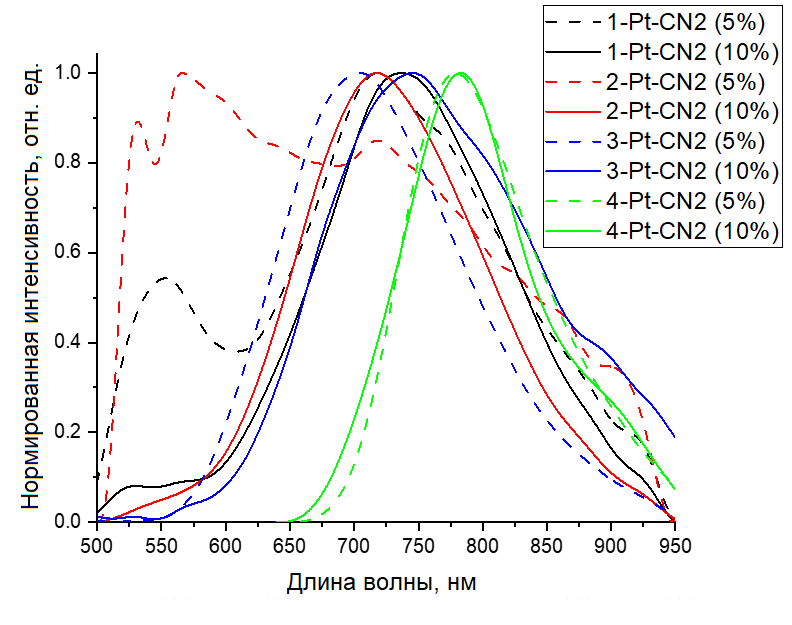 1-Pt-CN2 (5%)
1-Pt-CN2 (10%)
2-Pt-CN2 (5%)
2-Pt-CN2 (10%)
3-Pt-CN2 (5%)
3-Pt-CN2 (10%)
4-Pt-CN2 (5%)
4-Pt-CN2 (10%)
Нормированная интенсивность, отн. ед.
1.0
0.8
0.6
0.4
0.2
0.0
500 550 600 650 700 750 800 850 900 950
Длина волны, нм